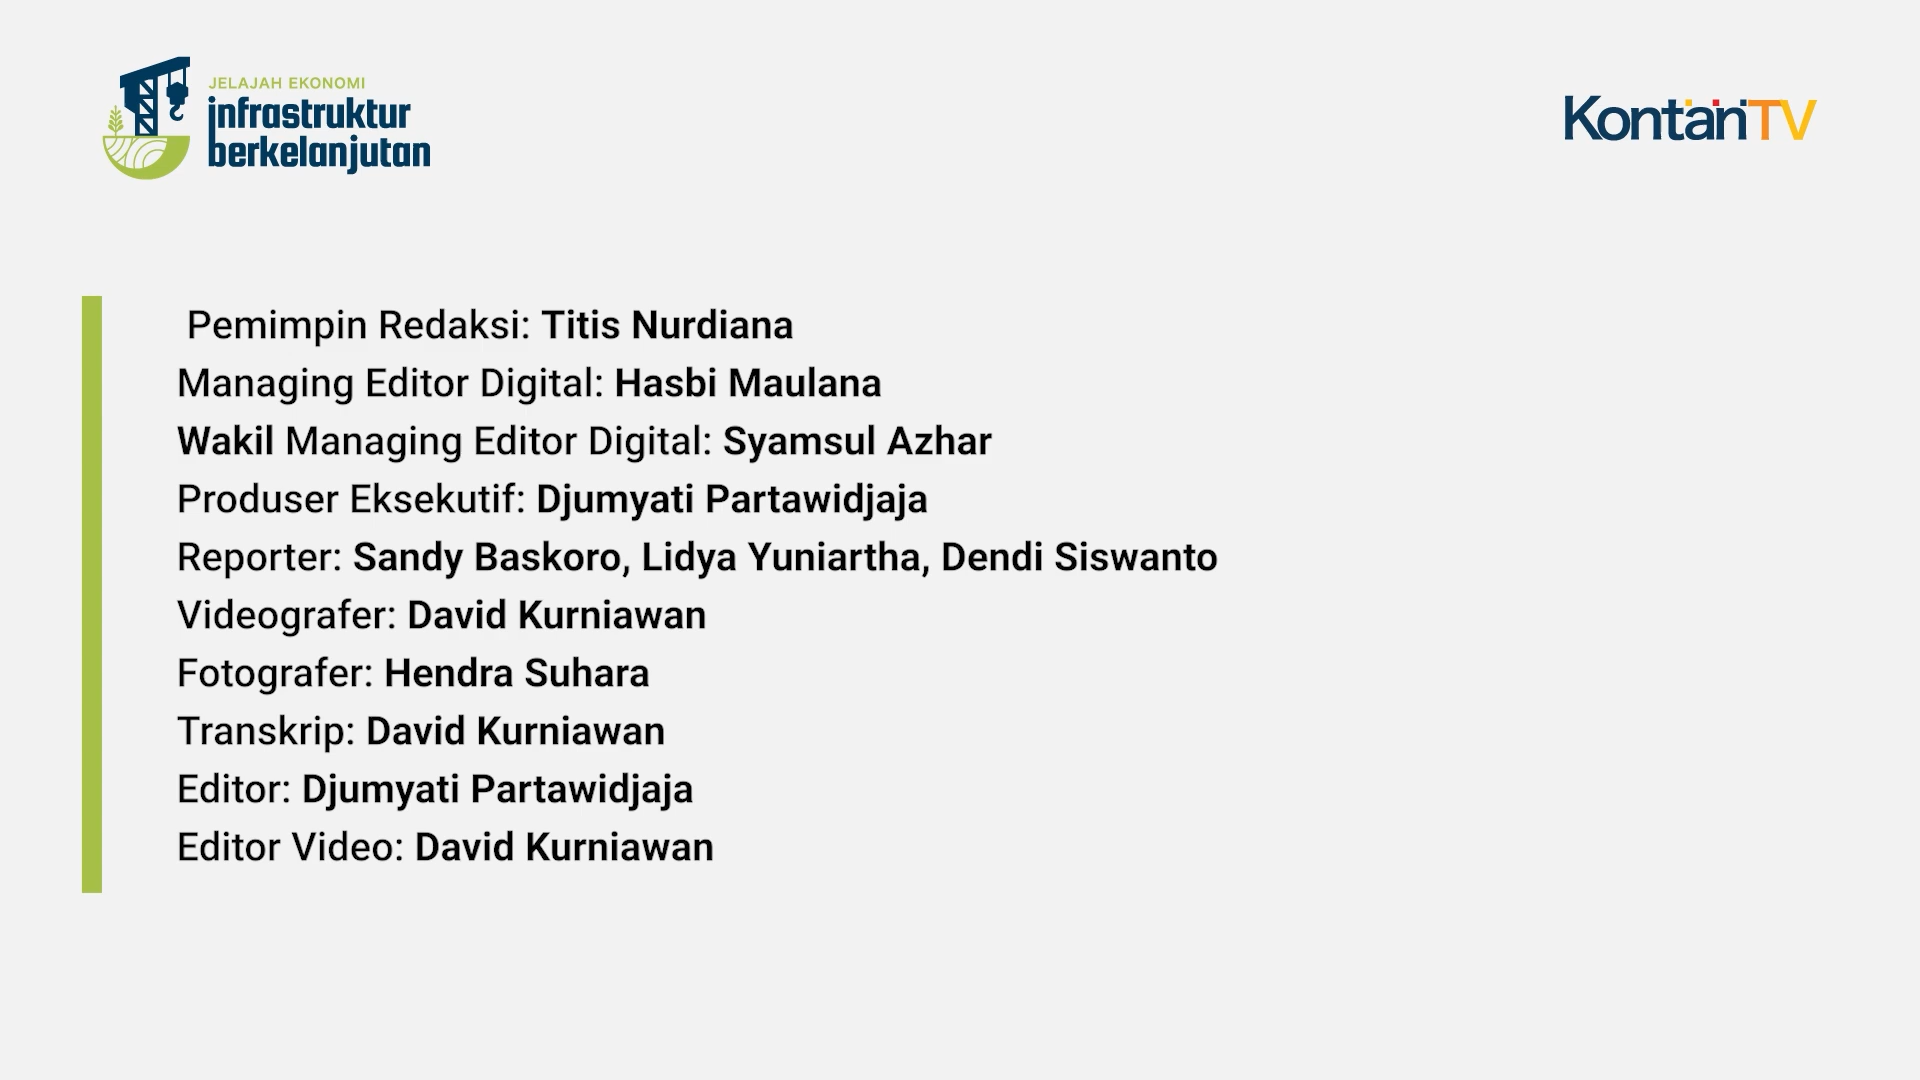 JELAJAH EKONOMI
infrastruktur
berkelanjutan
KontanTV
Pemimpin Redaksi: Titis Nurdiana
Managing Editor Digital: Hasbi Maulana
Wakil Managing Editor Digital: Syamsul Azhar
Produser Eksekutif: Djumyati Partawidjaja
Reporter: Sandy Baskoro, Lidya Yuniartha, Dendi Siswanto
Videografer: David Kurniawan
Fotografer: Hendra Suhara
Transkrip: David Kurniawan
Editor: Djumyati Partawidjaja
Editor Video: David Kurniawan